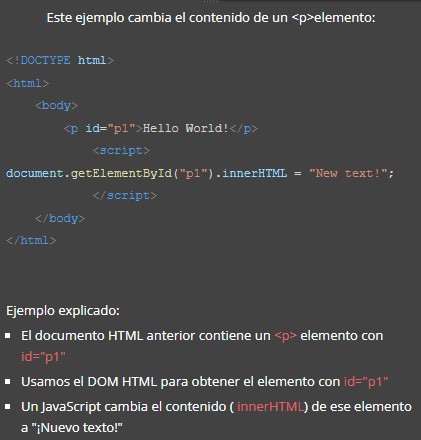 Este ejemplo cambia el contenido de un <p>elemento:
<!DOCTYPE html>
<html>
<body>
<p id="p1">Hello World!</p>
<script>
document.getElementById("p1").innerHTML = "New text!";
</script>
</body>
</html>
Ejemplo explicado:
El documento HTML anterior contiene un <p> elemento con
id="p1"
Usamos el DOM HTML para obtener el elemento con id="p1"
Un JavaScript cambia el contenido ( innerHTML) de ese elemento
a "¡Nuevo texto!"